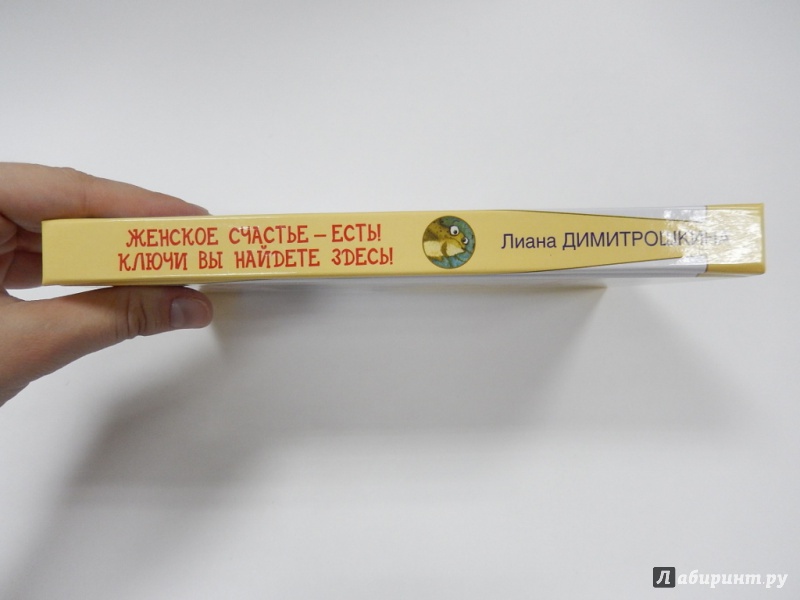 ЖЕНСКОЕ СЧАСТЬЕ – ЕСТЬ!
КЛЮЧИ ВЫ НАЙДЕТЕ ЗДЕСЬ!
Лиана ДИМИТРОШКИНА
Лабиринт.ру